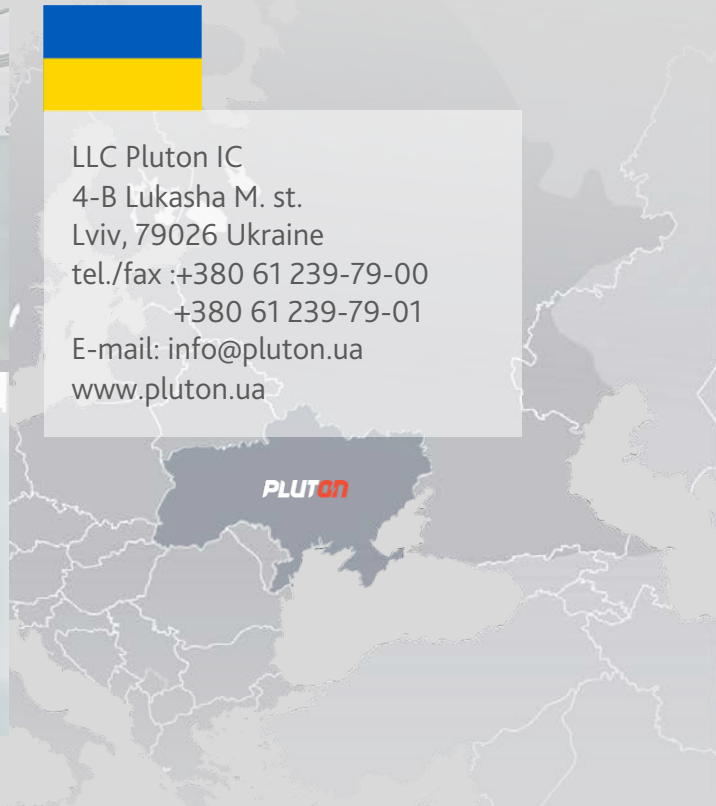 LLC Pluton IC
4-B Lukasha M. st.
Lviv, 79026 Ukraine
tel./fax :+380 61 239-79-00
+380 61 239-79-01
E-mail: info@pluton.ua
www.pluton.ua
PLUTON